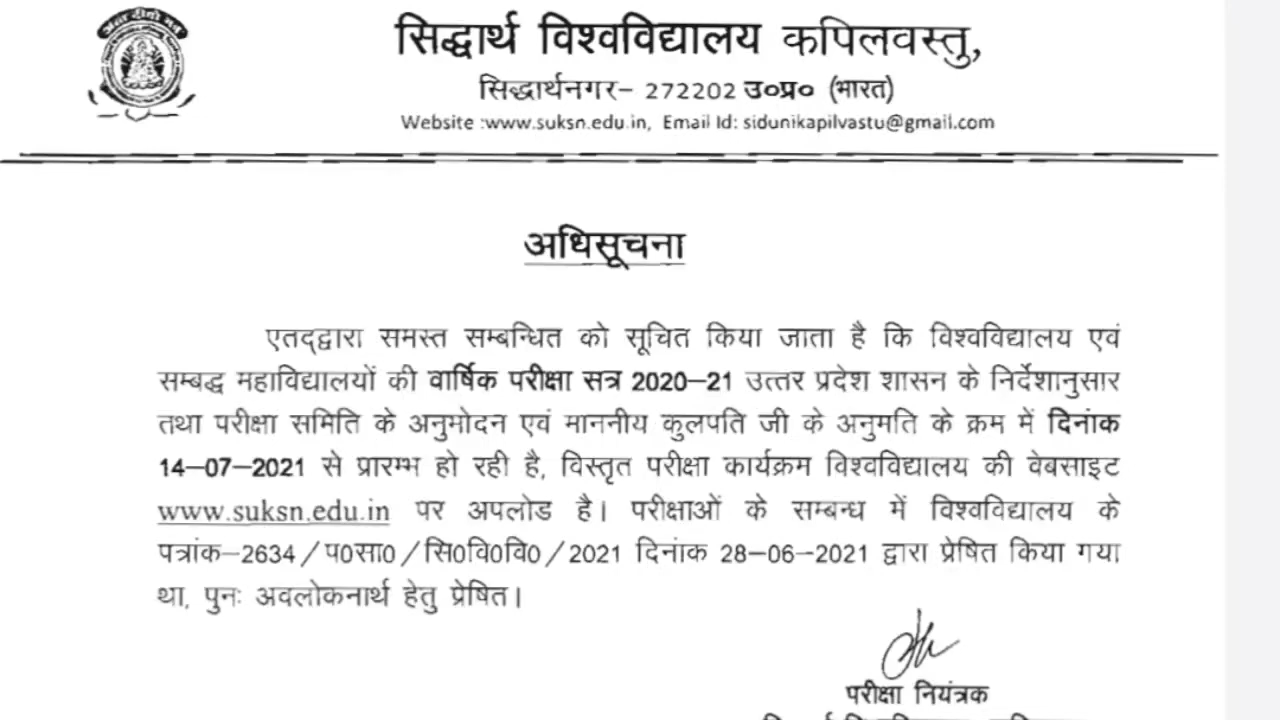 सिद्धार्थ विश्वविद्यालय कपिलवस्तु,
सिद्धार्थनगर- 272202 उ०प्र० (भारत)
Website :www.suksn.edu.in, Email Id: sidunikapilvastu@gmail.com
अधिसूचना
एतद्द्वारा समस्त सम्बन्धित को सूचित किया जाता है कि विश्वविद्यालय एवं
सम्बद्ध महाविद्यालयों की वार्षिक परीक्षा सत्र 2020-21 उत्तर प्रदेश शासन के निर्देशानुसार
तथा परीक्षा समिति के अनुमोदन एवं माननीय कुलपति जी के अनुमति के क्रम में दिनांक
14-07-2021 से प्रारम्भ हो रही है, विस्तृत परीक्षा कार्यक्रम विश्वविद्यालय की वेबसाइट
www.suksn.edu.in पर अपलोड है। परीक्षाओं के सम्बन्ध में विश्वविद्यालय के
पत्रांक-2634/प0सा0/सि0वि0वि0/2021 दिनांक 28-06-2021 द्वारा प्रेषित किया गया
था, पुनः अवलोकनार्थ हेतु प्रेषित।
परीक्षा नियंत्रक